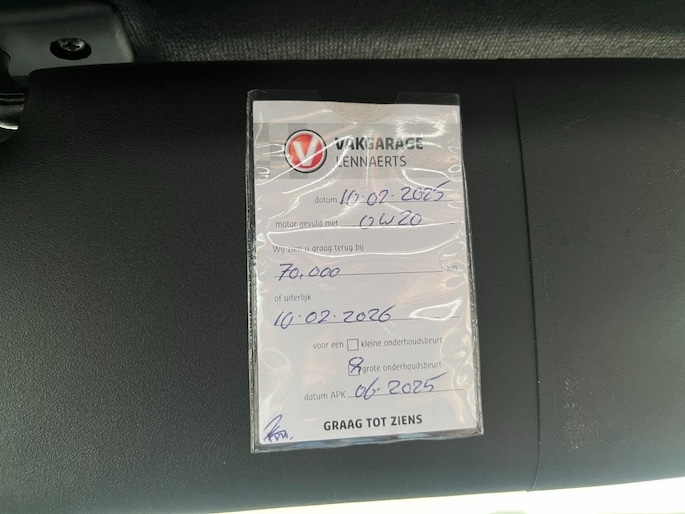 V
VAKGARAGE
LENNAERTS
datum 10-02-2025
motor gevuld met 0W20
Wij zien u graag terug bij
70.000 km
of uiterlijk
10-02-2026
voor een kleine onderhoudsbeurt
grote onderhoudsbeurt
datum APK 06-2025
GRAAG TOT ZIENS